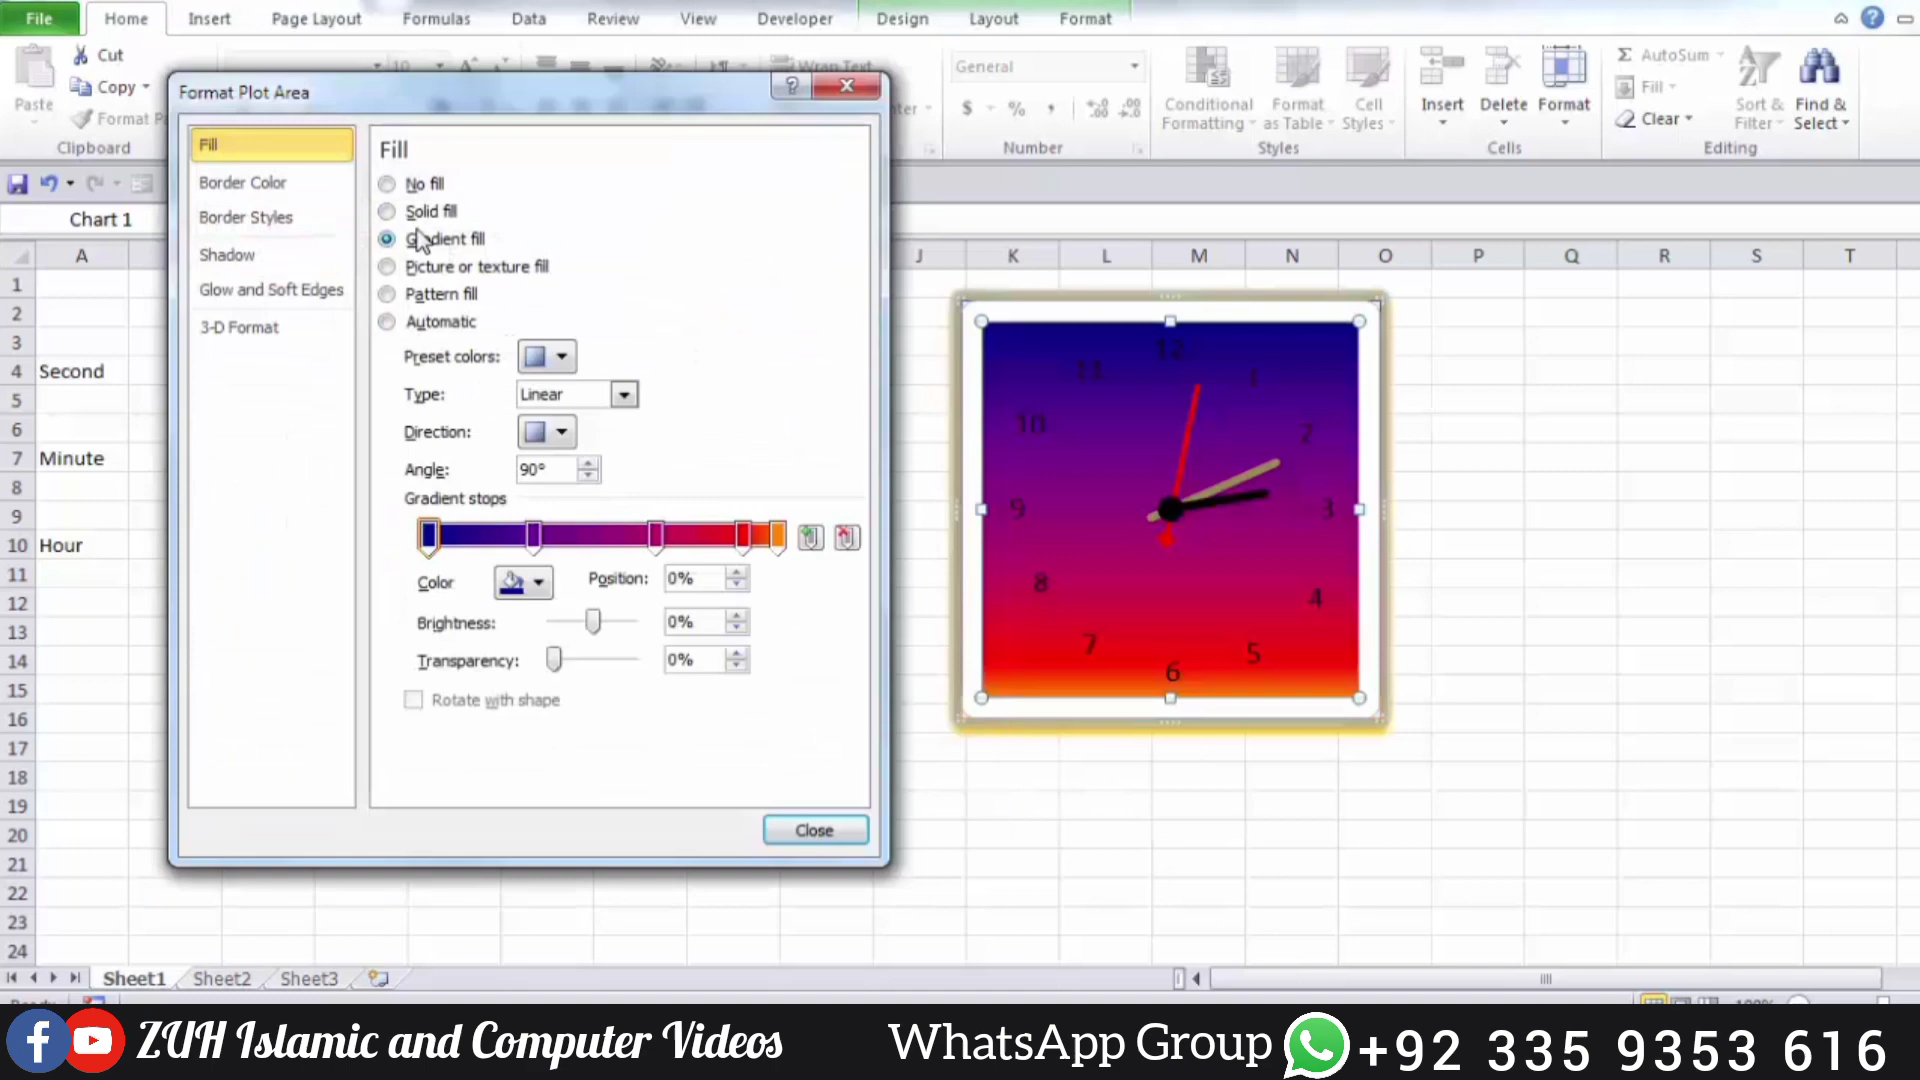 File Home Insert Page Layout Formulas Data Review View Developer Design Layout Format
Cut
Copy
Paste
Clipboard
General
$ % ,
Conditional Formatting
Format as Table
Cell Styles
Insert
Delete
Format
Σ AutoSum
Fill
Clear
Sort & Filter
Find & Select
Number
Styles
Cells
Editing
Chart 1
A J K L M N O P Q R S T
1
2
3
4 Second
5
6
7 Minute
8
9
10 Hour
11
12
13
14
15
16
17
18
19
20
21
22
23
24
Format Plot Area
Fill
Border Color
Border Styles
Shadow
Glow and Soft Edges
3-D Format
Fill
No fill
Solid fill
Gradient fill
Picture or texture fill
Pattern fill
Automatic
Preset colors:
Type: Linear
Direction:
Angle: 90°
Gradient stops
Color Position: 0%
Brightness: 0%
Transparency: 0%
Rotate with shape
Close
12
11 1
10 2
9 3
8 4
7 5
6
Sheet1 Sheet2 Sheet3
ZUH Islamic and Computer Videos WhatsApp Group +92 335 9353 616